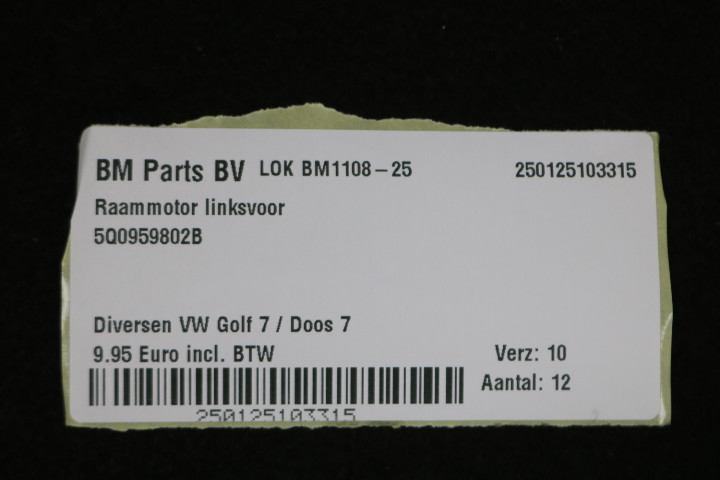 BM Parts BV LOK BM1108-25 250125103315
Raammotor linksvoor
5Q0959802B
Diversen VW Golf 7 / Doos 7
9.95 Euro incl. BTW Verz: 10
Aantal: 12
250125103315